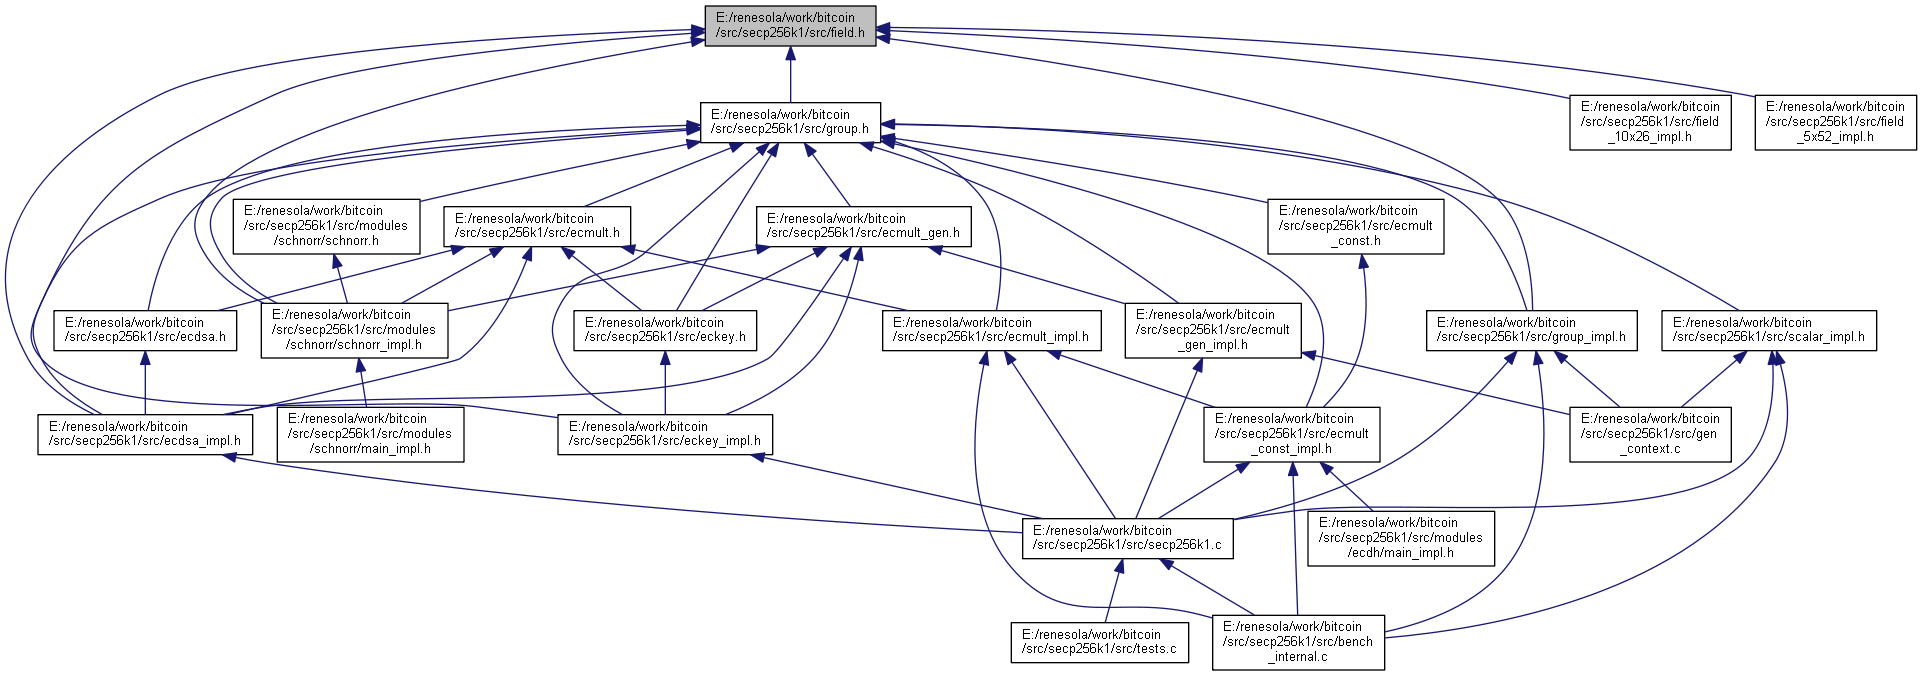 E:/renesola/work/bitcoin
/src/secp256k1/src/field.h
E:/renesola/work/bitcoin
/src/secp256k1/src/group.h
E:/renesola/work/bitcoin
/src/secp256k1/src/field
_10x26_impl.h
E:/renesola/work/bitcoin
/src/secp256k1/src/field
_5x52_impl.h
E:/renesola/work/bitcoin
/src/secp256k1/src/modules
/schnorr/schnorr.h
E:/renesola/work/bitcoin
/src/secp256k1/src/ecmult.h
E:/renesola/work/bitcoin
/src/secp256k1/src/ecmult_gen.h
E:/renesola/work/bitcoin
/src/secp256k1/src/ecmult
_const.h
E:/renesola/work/bitcoin
/src/secp256k1/src/ecdsa.h
E:/renesola/work/bitcoin
/src/secp256k1/src/modules
/schnorr/schnorr_impl.h
E:/renesola/work/bitcoin
/src/secp256k1/src/eckey.h
E:/renesola/work/bitcoin
/src/secp256k1/src/ecmult_impl.h
E:/renesola/work/bitcoin
/src/secp256k1/src/ecmult
_gen_impl.h
E:/renesola/work/bitcoin
/src/secp256k1/src/group_impl.h
E:/renesola/work/bitcoin
/src/secp256k1/src/scalar_impl.h
E:/renesola/work/bitcoin
/src/secp256k1/src/ecdsa_impl.h
E:/renesola/work/bitcoin
/src/secp256k1/src/modules
/schnorr/main_impl.h
E:/renesola/work/bitcoin
/src/secp256k1/src/eckey_impl.h
E:/renesola/work/bitcoin
/src/secp256k1/src/ecmult
_const_impl.h
E:/renesola/work/bitcoin
/src/secp256k1/src/gen
_context.c
E:/renesola/work/bitcoin
/src/secp256k1/src/secp256k1.c
E:/renesola/work/bitcoin
/src/secp256k1/src/modules
/ecdh/main_impl.h
E:/renesola/work/bitcoin
/src/secp256k1/src/tests.c
E:/renesola/work/bitcoin
/src/secp256k1/src/bench
_internal.c